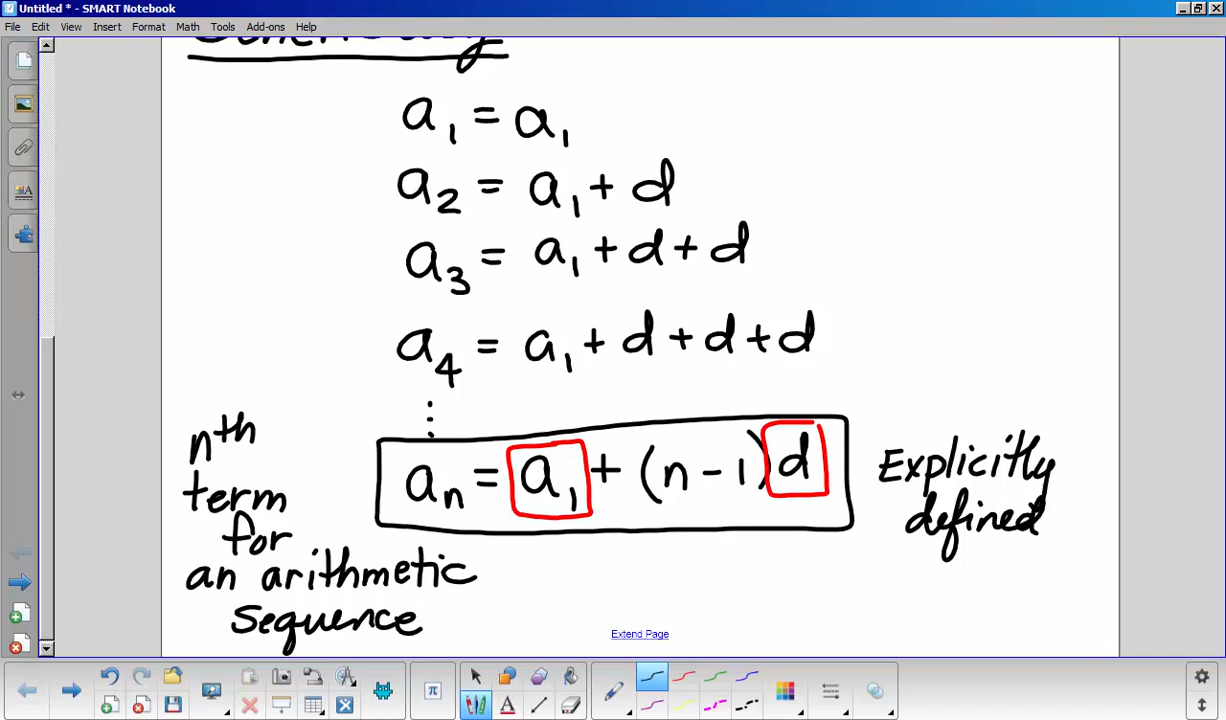 Untitled * - SMART Notebook
File Edit View Insert Format Math Tools Add-ons Help
a₁ = a₁
a₂ = a₁ + d
a₃ = a₁ + d + d
a₄ = a₁ + d + d + d
⋮
aₙ = a₁ + (n - 1) d
nth
term
for
an arithmetic
sequence
Explicitly
defined
Extend Page